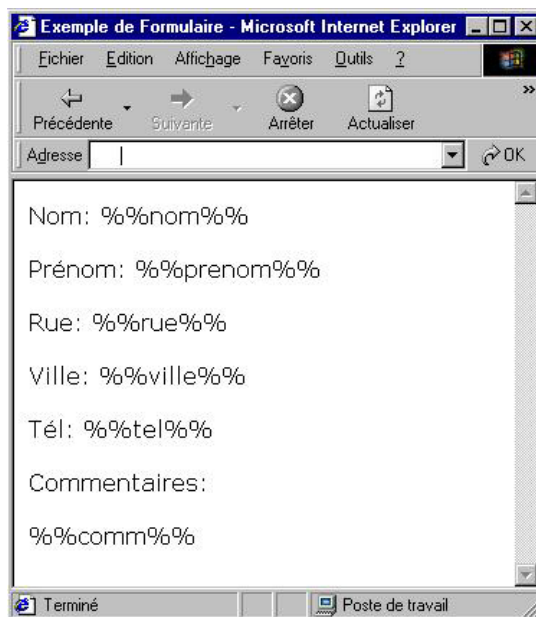 Exemple de Formulaire - Microsoft Internet Explorer
Fichier Edition Affichage Favoris Outils ? 
Précédente Suivante Arrêter Actualiser »
Adresse OK
Nom: %%nom%%
Prénom: %%prenom%%
Rue: %%rue%%
Ville: %%ville%%
Tél: %%tel%%
Commentaires:
%%comm%%
Terminé Poste de travail